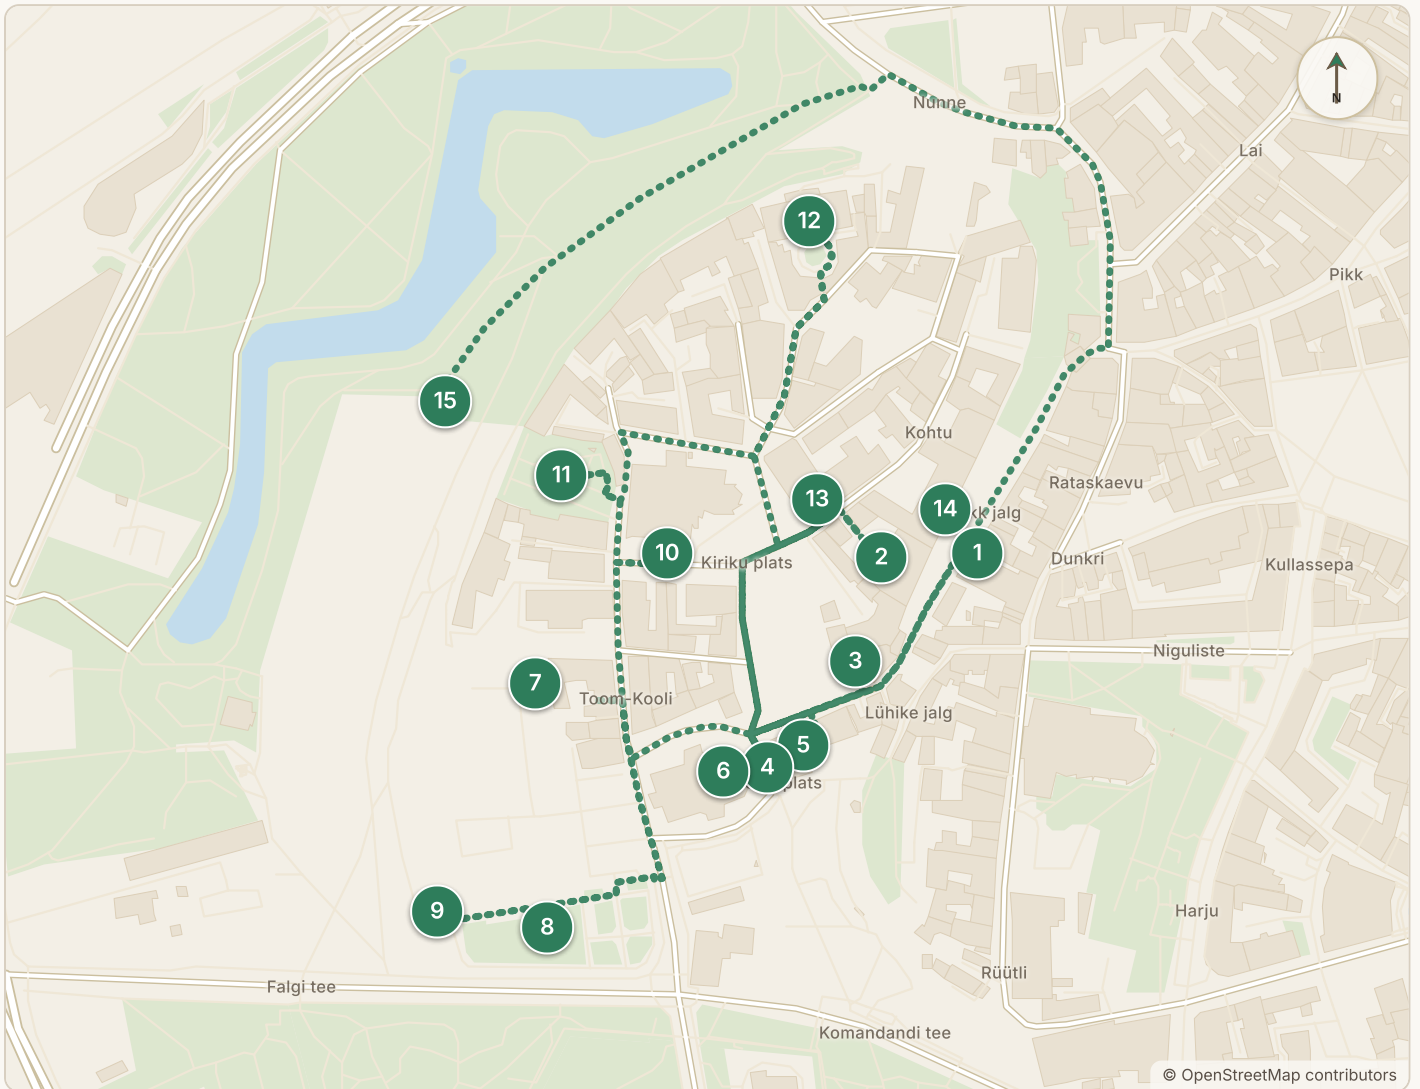 N
Nunne
Lai
12
Pikk
15
Kohtu
11
13
Rataskaevu
14
kk jalg
10
Kiriku plats
2
1
Dunkri
Kullassepa
3
Niguliste
7
Toom-Kooli
Lühike jalg
5
6
4
plats
9
8
Harju
Rüütli
Falgi tee
Komandandi tee
© OpenStreetMap contributors